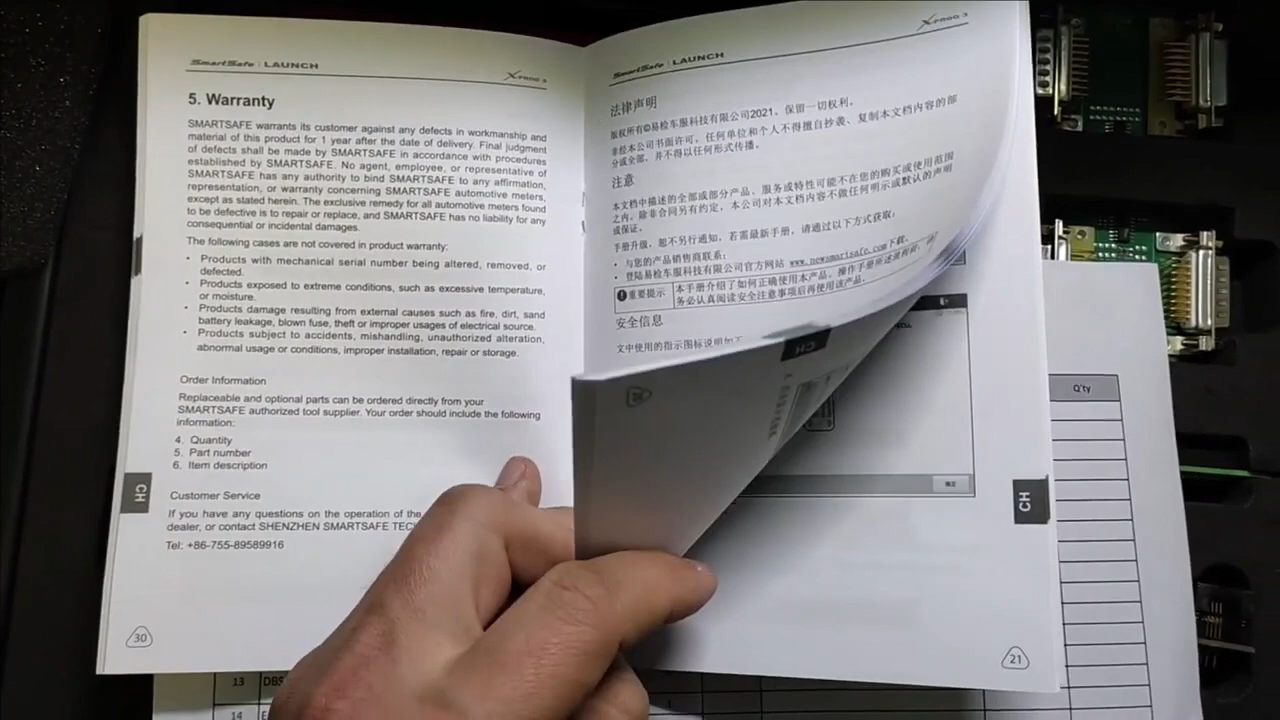 SmartSafe | LAUNCH
X-PROG 3
5. Warranty
SMARTSAFE warrants its customer against any defects in workmanship and
material of this product for 1 year after the date of delivery. Final judgment
of defects shall be made by SMARTSAFE in accordance with procedures
established by SMARTSAFE. No agent, employee, or representative of
SMARTSAFE has any authority to bind SMARTSAFE to any affirmation,
representation, or warranty concerning SMARTSAFE automotive meters,
except as stated herein. The exclusive remedy for all automotive meters found
to be defective is to repair or replace, and SMARTSAFE has no liability for any
consequential or incidental damages.
The following cases are not covered in product warranty:
• Products with mechanical serial number being altered, removed, or
defected.
• Products exposed to extreme conditions, such as excessive temperature,
or moisture.
• Products damage resulting from external causes such as fire, dirt, sand
battery leakage, blown fuse, theft or improper usages of electrical source.
• Products subject to accidents, mishandling, unauthorized alteration,
abnormal usage or conditions, improper installation, repair or storage.
Order Information
Replaceable and optional parts can be ordered directly from your
SMARTSAFE authorized tool supplier. Your order should include the following
information:
4. Quantity
5. Part number
6. Item description
Customer Service
If you have any questions on the operation of the
dealer, or contact SHENZHEN SMARTSAFE TEC
Tel: +86-755-89589916
CH
30
SmartSafe | LAUNCH
X-PROG 3
法律声明
版权所有©易检车服科技有限公司2021。保留一切权利。
非经本公司书面许可，任何单位和个人不得擅自抄袭、复制本文档内容的部
分或全部，并不得以任何形式传播。
注意
本文档中描述的全部或部分产品、服务或特性可能不在您的购买或使用范围
之内。除非合同另有约定，本公司对本文档内容不做任何明示或默认的声明
或保证。
手册升级，恕不另行通知，若需最新手册，请通过以下方式获取：
• 与您的产品销售商联系；
• 登陆易检车服科技有限公司官方网站 www.newsmartsafe.com下载。
重要提示
本手册介绍了如何正确使用本产品。操作手册所述
务必认真阅读安全注意事项后再使用该产品。
安全信息
文中使用的指示图标说明如下
CH
确定
CH
21
Q'ty
13 DBS
14